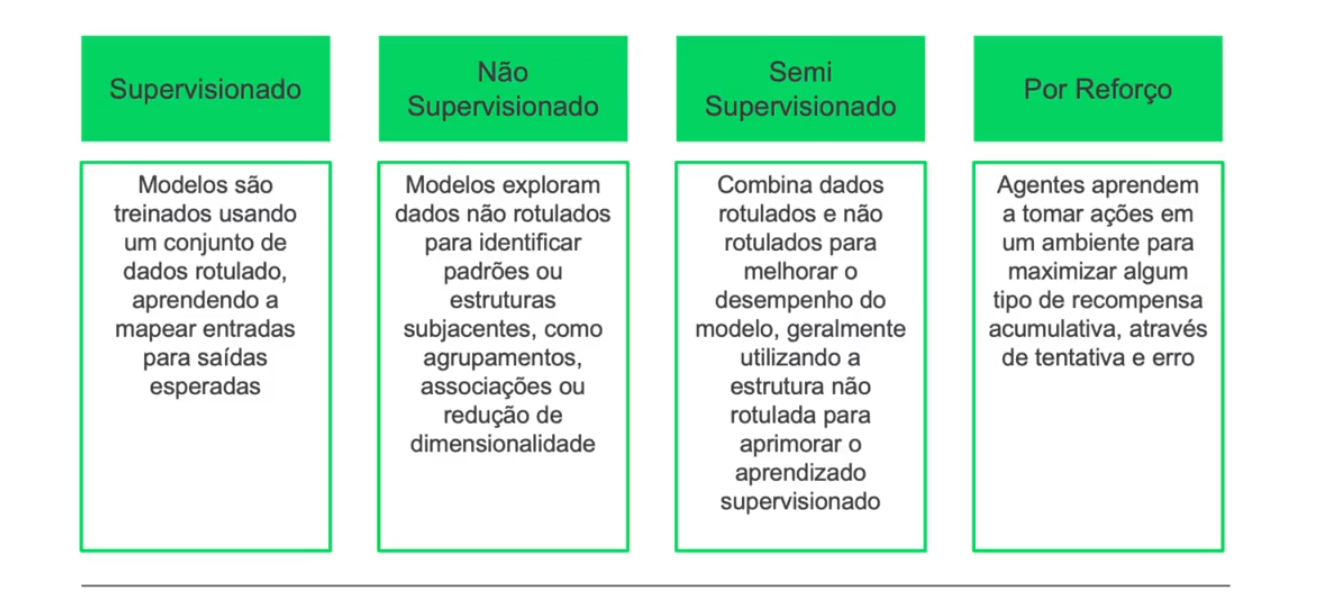 Supervisionado
Não
Supervisionado
Semi
Supervisionado
Por Reforço
Modelos são
treinados usando
um conjunto de
dados rotulado,
aprendendo a
mapear entradas
para saídas
esperadas
Modelos exploram
dados não rotulados
para identificar
padrões ou
estruturas
subjacentes, como
agrupamentos,
associações ou
redução de
dimensionalidade
Combina dados
rotulados e não
rotulados para
melhorar o
desempenho do
modelo, geralmente
utilizando a
estrutura não
rotulada para
aprimorar o
aprendizado
supervisionado
Agentes aprendem
a tomar ações em
um ambiente para
maximizar algum
tipo de recompensa
acumulativa, através
de tentativa e erro